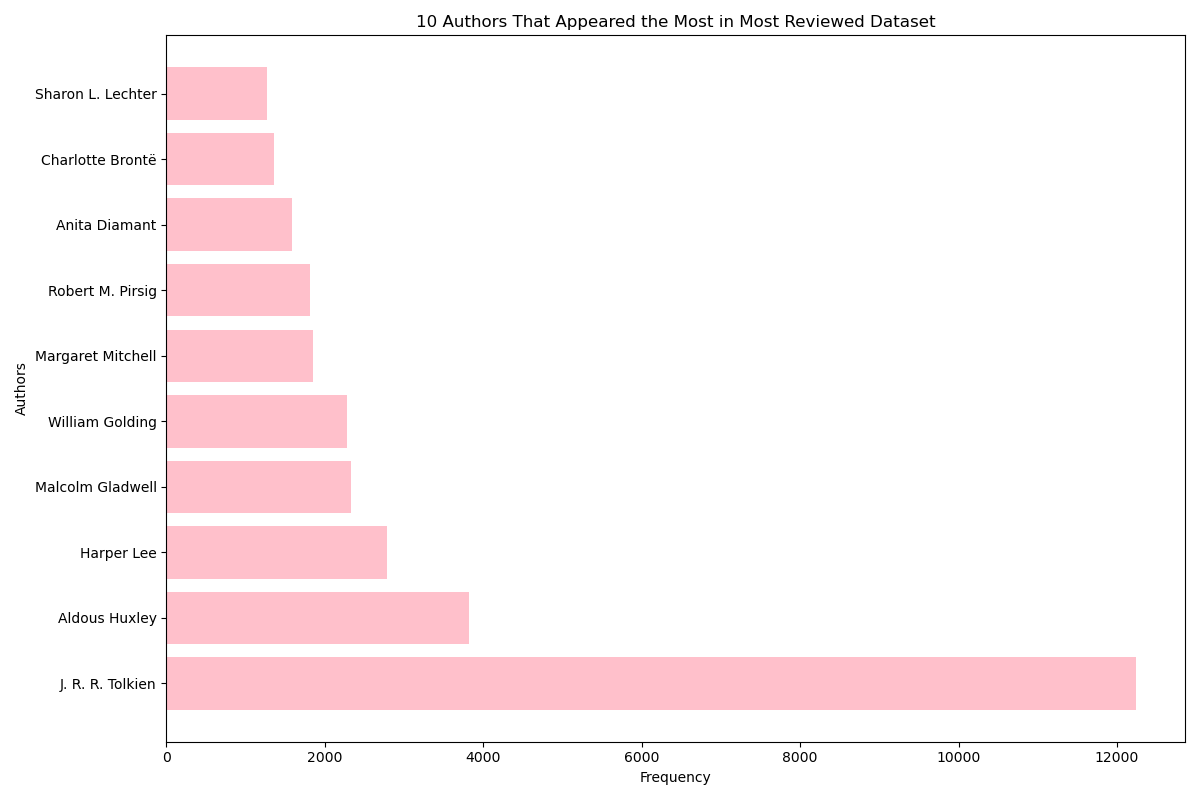 10 Authors That Appeared the Most in Most Reviewed Dataset
Authors
Sharon L. Lechter
Charlotte Brontë
Anita Diamant
Robert M. Pirsig
Margaret Mitchell
William Golding
Malcolm Gladwell
Harper Lee
Aldous Huxley
J. R. R. Tolkien
0 2000 4000 6000 8000 10000 12000
Frequency